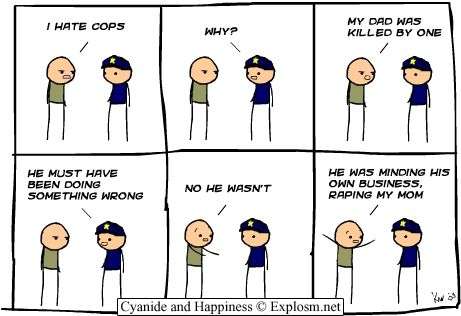 I HATE COPS
WHY?
MY DAD WAS
KILLED BY ONE
HE MUST HAVE
BEEN DOING
SOMETHING WRONG
NO HE WASN'T
HE WAS MINDING HIS
OWN BUSINESS,
RAPING MY MOM
Cyanide and Happiness © Explosm.net